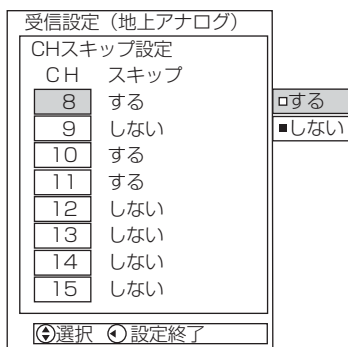 受信設定（地上アナログ）
CHスキップ設定
CH スキップ
8 する
□する
9 しない
■しない
10 する
11 する
12 しない
13 しない
14 しない
15 しない
選択 設定終了